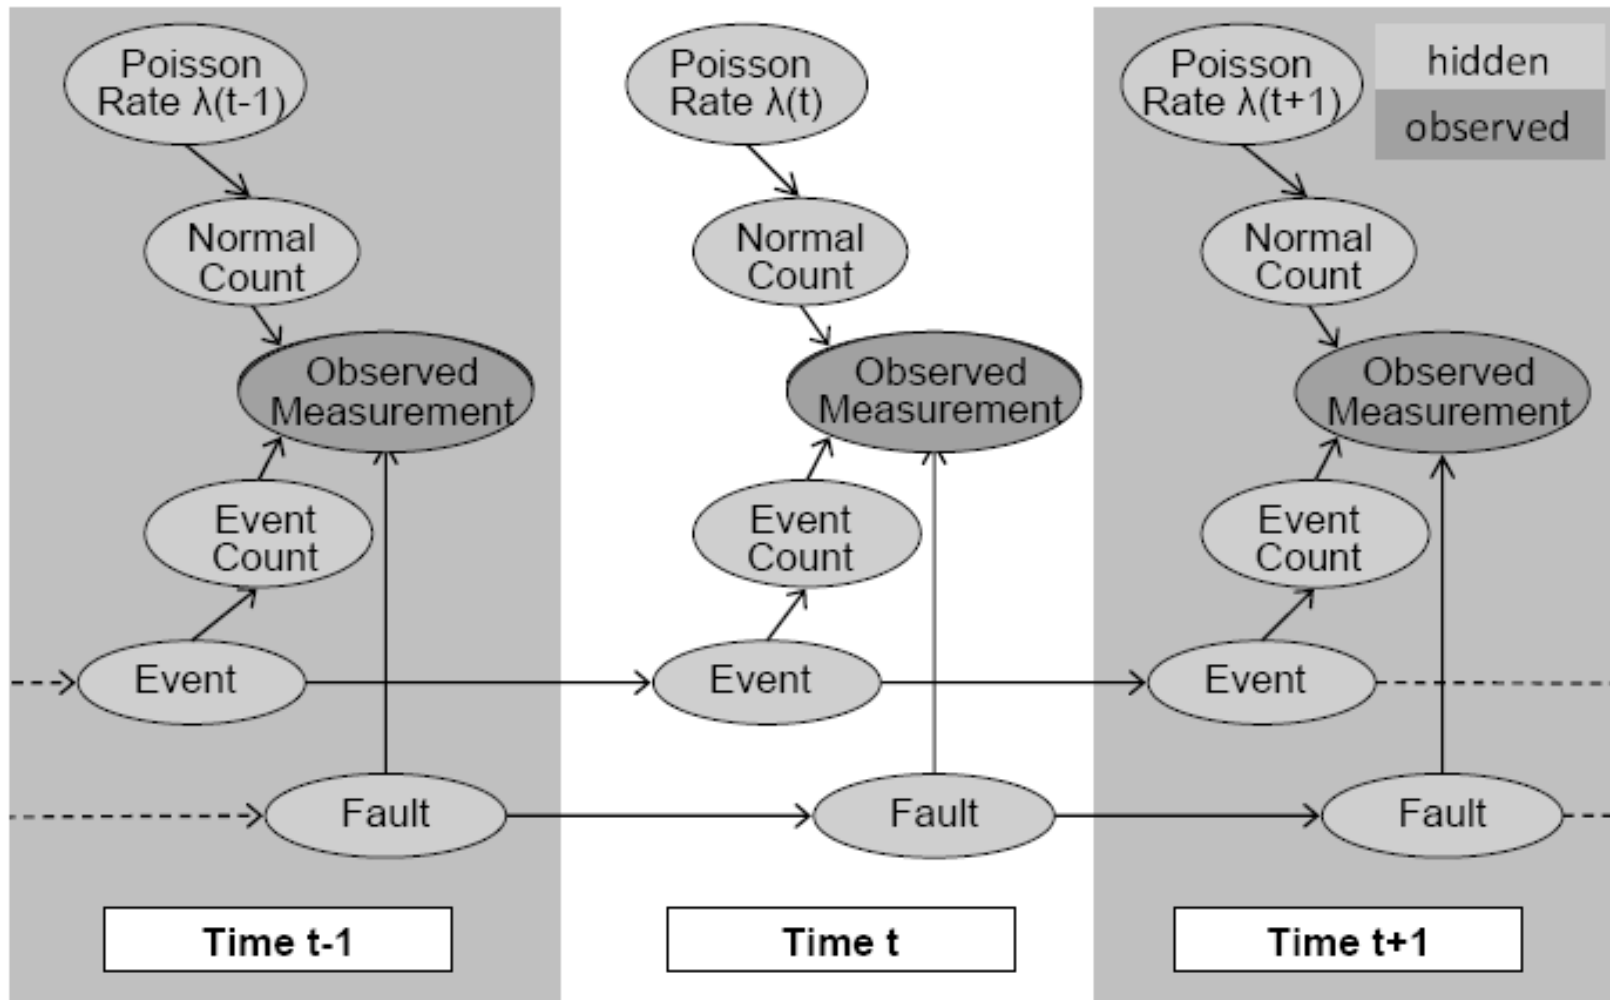 Poisson
Rate λ(t-1)
Normal
Count
Observed
Measurement
Event
Count
Event
Fault
Time t-1
Poisson
Rate λ(t)
Normal
Count
Observed
Measurement
Event
Count
Event
Fault
Time t
Poisson
Rate λ(t+1)
Normal
Count
Observed
Measurement
Event
Count
Event
Fault
Time t+1
hidden
observed